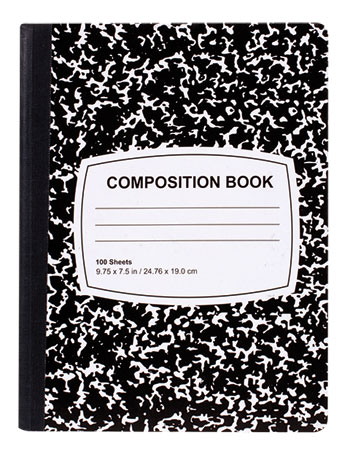 COMPOSITION BOOK
100 Sheets
9.75 x 7.5 in / 24.76 x 19.0 cm